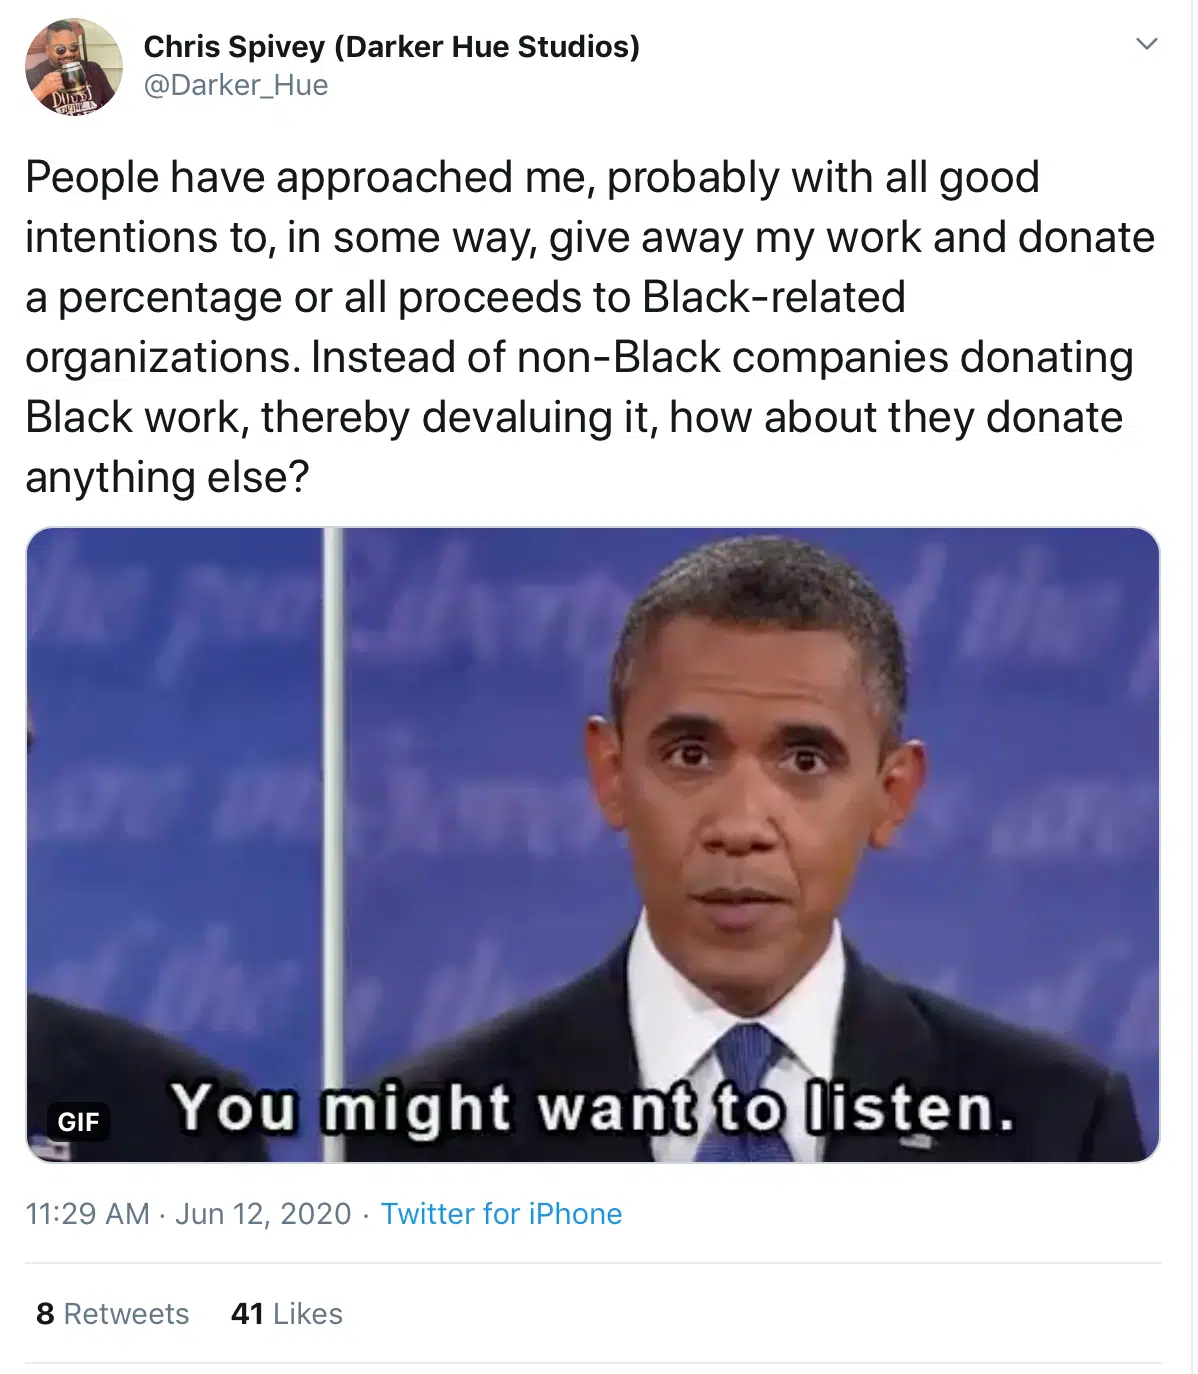 Chris Spivey (Darker Hue Studios)
@Darker_Hue
People have approached me, probably with all good
intentions to, in some way, give away my work and donate
a percentage or all proceeds to Black-related
organizations. Instead of non-Black companies donating
Black work, thereby devaluing it, how about they donate
anything else?
You might want to listen.
GIF
11:29 AM · Jun 12, 2020 · Twitter for iPhone
8 Retweets 41 Likes